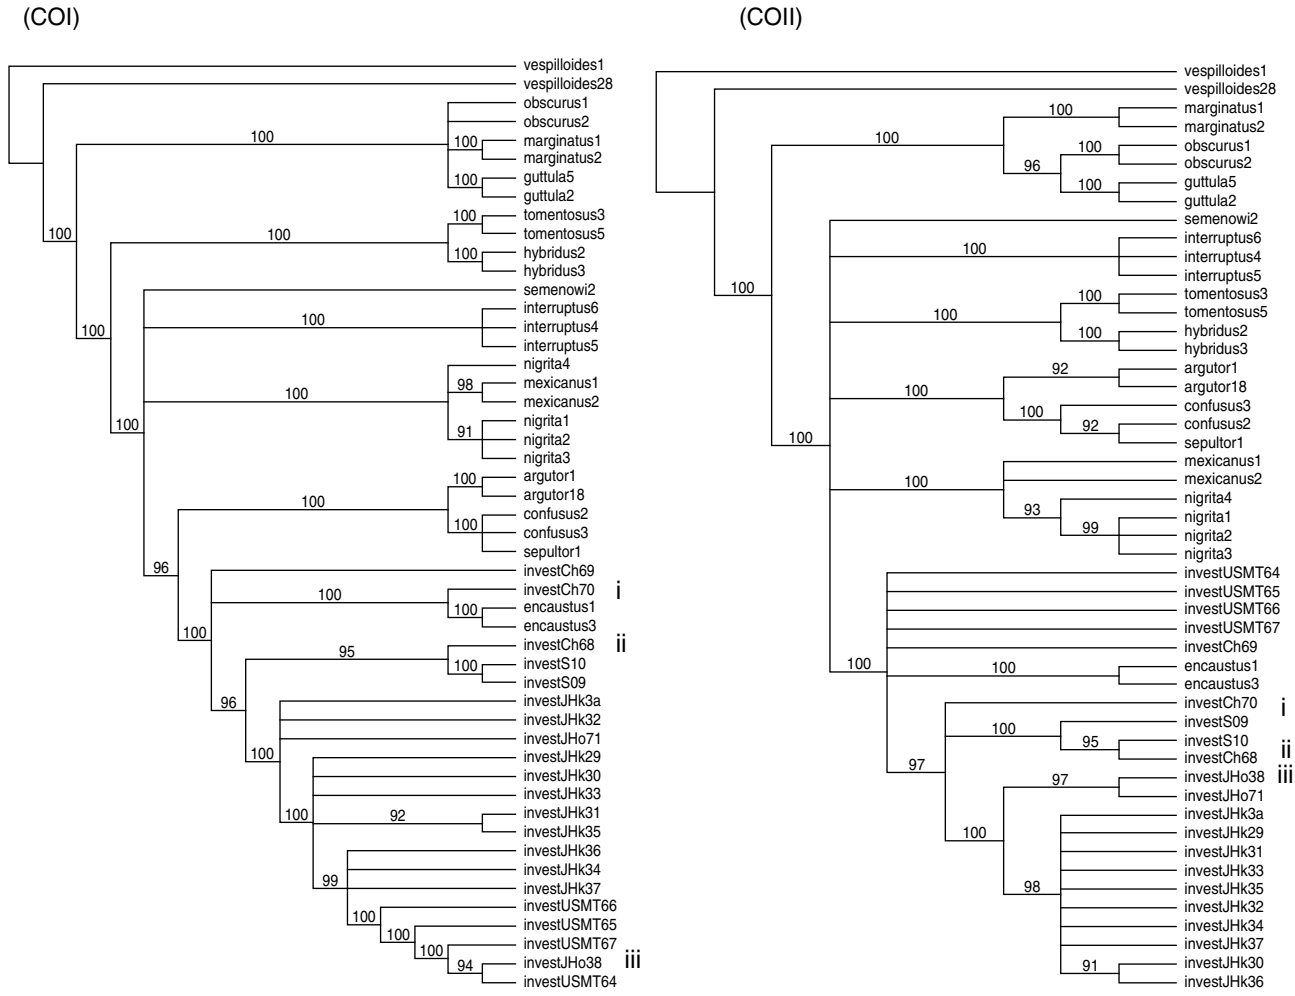 (COI)
vespilloides1
vespilloides28
obscurus1
obscurus2
100
marginatus1
100
marginatus2
guttula5
100
guttula2
tomentosus3
100
tomentosus5
100
100
hybridus2
100
hybridus3
semenowi2
interruptus6
100
interruptus4
100
interruptus5
nigrita4
98
mexicanus1
100
mexicanus2
nigrita1
100
91
nigrita2
nigrita3
100
argutor1
100
argutor18
confusus2
100
confusus3
sepultor1
96
investCh69
investCh70 i
100
encaustus1
100
encaustus3
100
investCh68 ii
95
100
investS10
investS09
96
investJHk3a
investJHk32
investJHo71
100
investJHk29
investJHk30
investJHk33
100
92
investJHk31
investJHk35
investJHk36
investJHk34
99
investJHk37
investUSMT66
100
investUSMT65
100
investUSMT67
100
94
investJHo38 iii
investUSMT64
(COII)
vespilloides1
vespilloides28
100
marginatus1
marginatus2
100
100
obscurus1
96
obscurus2
100
guttula5
guttula2
semenowi2
interruptus6
100
interruptus4
interruptus5
100
100
tomentosus3
tomentosus5
100
100
hybridus2
hybridus3
92
argutor1
argutor18
100
confusus3
100
92
confusus2
sepultor1
100
mexicanus1
100
mexicanus2
nigrita4
93
99
nigrita1
nigrita2
nigrita3
investUSMT64
investUSMT65
investUSMT66
investUSMT67
investCh69
100
100
encaustus1
encaustus3
investCh70 i
investS09
100
95
investS10
investCh68 ii
97
97
investJHo38 iii
investJHo71
100
investJHk3a
investJHk29
investJHk31
investJHk33
98
investJHk35
investJHk32
investJHk34
investJHk37
91
investJHk30
investJHk36